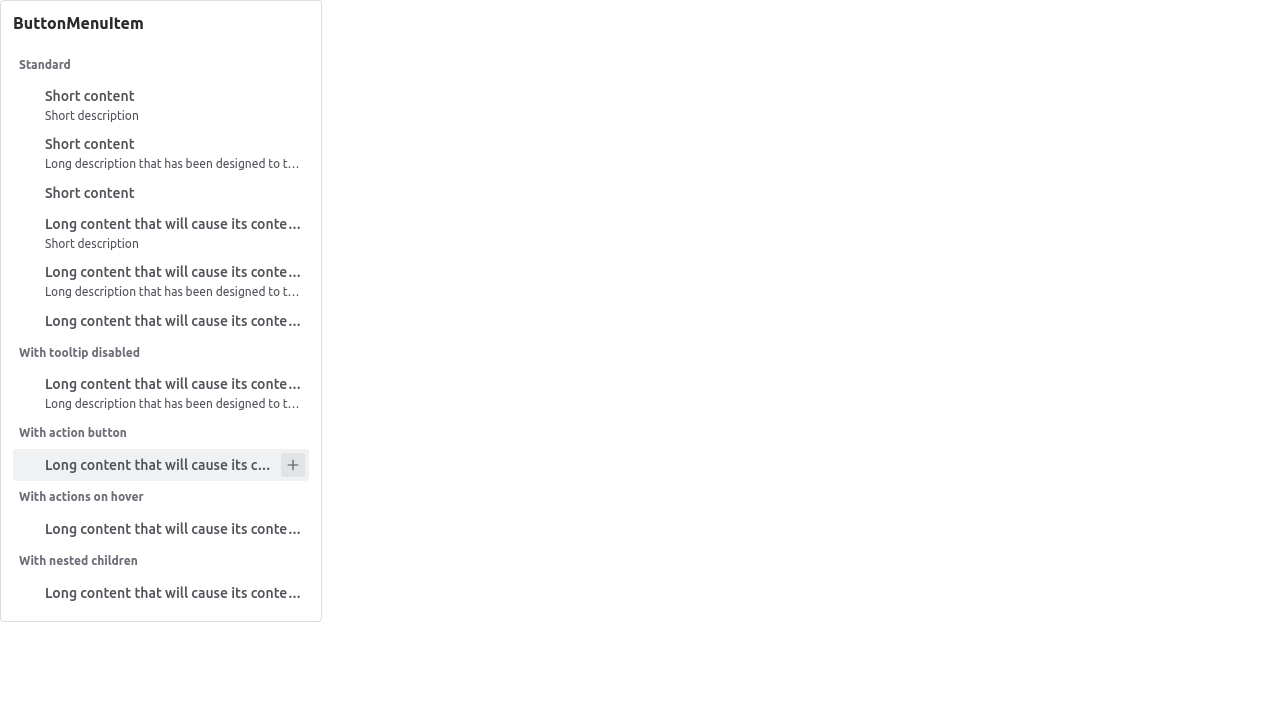 ButtonMenuItem
Standard
Short content
Short description
Short content
Long description that has been designed to t…
Short content
Long content that will cause its conte…
Short description
Long content that will cause its conte…
Long description that has been designed to t…
Long content that will cause its conte…
With tooltip disabled
Long content that will cause its conte…
Long description that has been designed to t…
With action button
Long content that will cause its c…
With actions on hover
Long content that will cause its conte…
With nested children
Long content that will cause its conte…